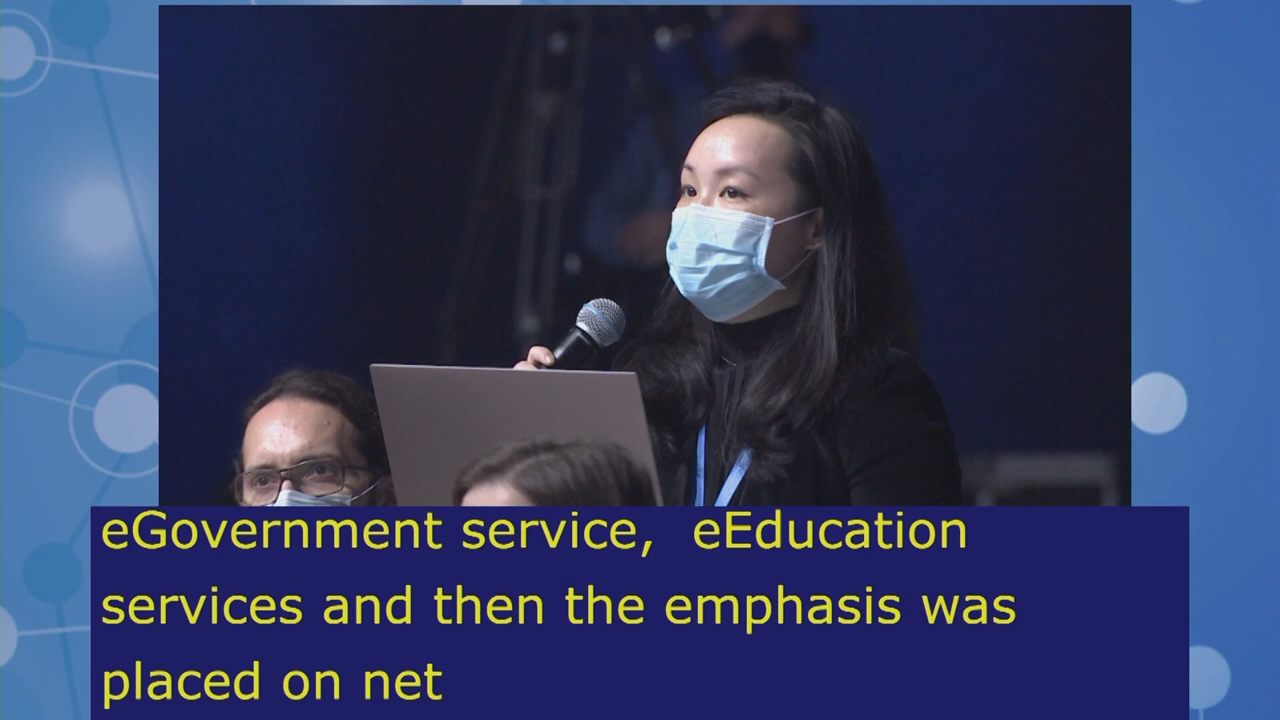 eGovernment service,  eEducation
services and then the emphasis was
placed on net